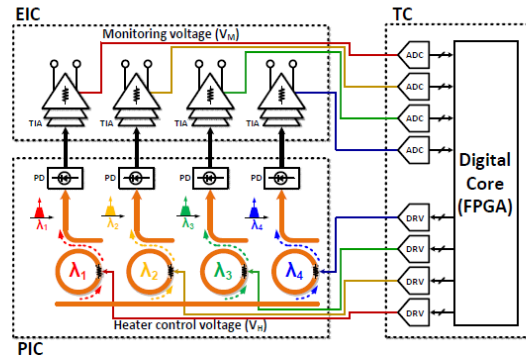 EIC
TC
Monitoring voltage (VM)
ADC
ADC
ADC
ADC
TIA
TIA
TIA
TIA
PD
PD
PD
PD
Digital
Core
(FPGA)
λ1
λ2
λ3
λ4
DRV
DRV
DRV
DRV
λ1
λ2
λ3
λ4
Heater control voltage (VH)
PIC